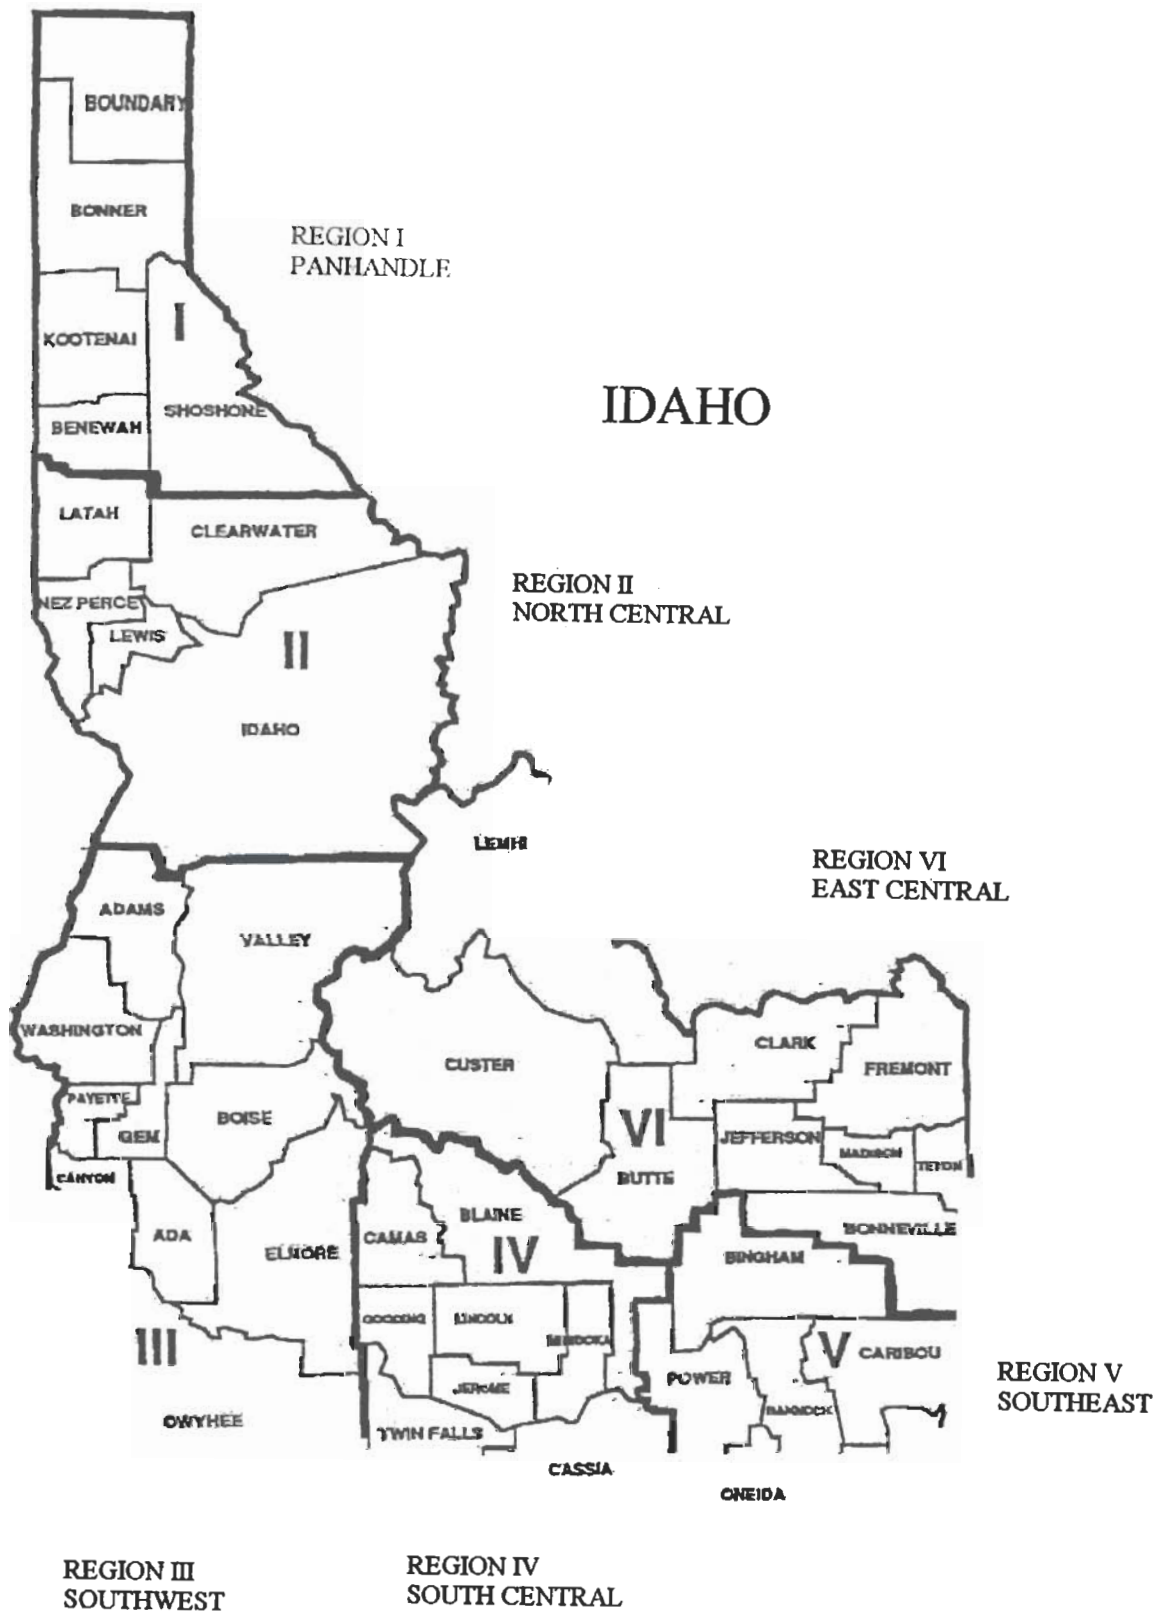 BOUNDARY
BONNER
REGION I
PANHANDLE
I
KOOTENAI
IDAHO
SHOSHONE
BENEWAH
LATAH
CLEARWATER
REGION II
NORTH CENTRAL
NEZ PERCE
LEWIS
II
IDAHO
LEMHI
REGION VI
EAST CENTRAL
ADAMS
VALLEY
WASHINGTON
CUSTER
CLARK
FREMONT
PAYETTE
BOISE
VI
GEM
JEFFERSON
MADISON
TETON
CANYON
BUTTE
BLAINE
ADA
CAMAS
BONNEVILLE
ELMORE
IV
BINGHAM
GOODING
LINCOLN
MINIDOKA
III
V
CARIBOU
POWER
REGION V
SOUTHEAST
JEROME
BANNOCK
OWYHEE
TWIN FALLS
CASSIA
ONEIDA
REGION III
SOUTHWEST
REGION IV
SOUTH CENTRAL